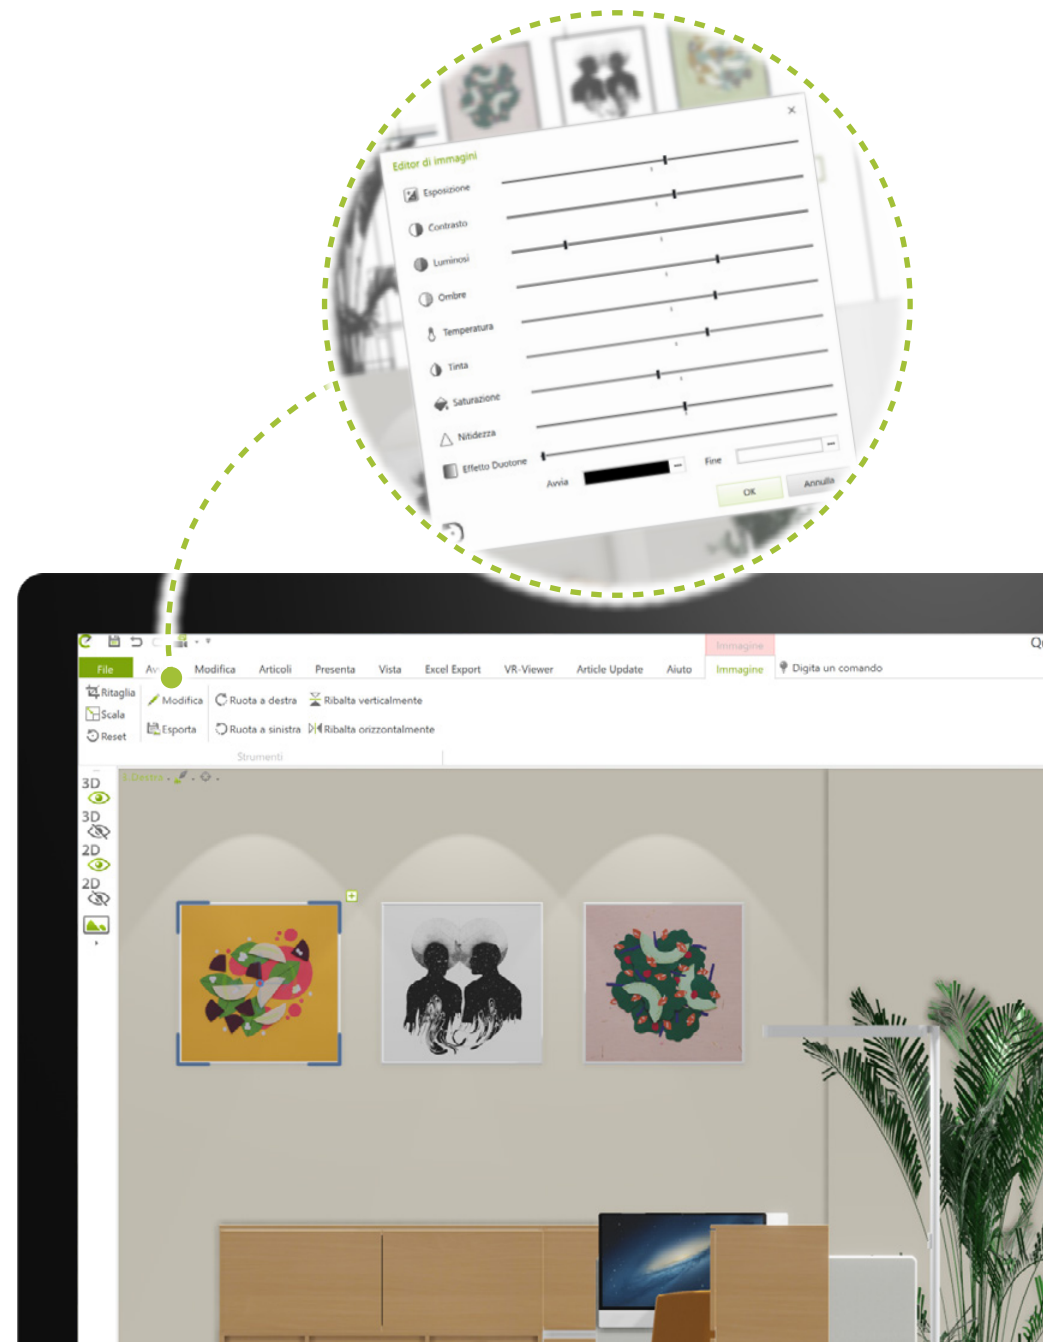 Editor di immagini
Esposizione
Contrasto
Luminosi
Ombre
Temperatura
Tinta
Saturazione
Nitidezza
Effetto Duotone
Avvia
Fine
OK
Annulla
Immagine
File
Modifica
Articoli
Presenta
Vista
Excel Export
VR-Viewer
Article Update
Aiuto
Immagine
Digita un comando
Ritaglia
Scala
Reset
Modifica
Esporta
Ruota a destra
Ruota a sinistra
Ribalta verticalmente
Ribalta orizzontalmente
Strumenti
3D
3D
2D
2D
Destra